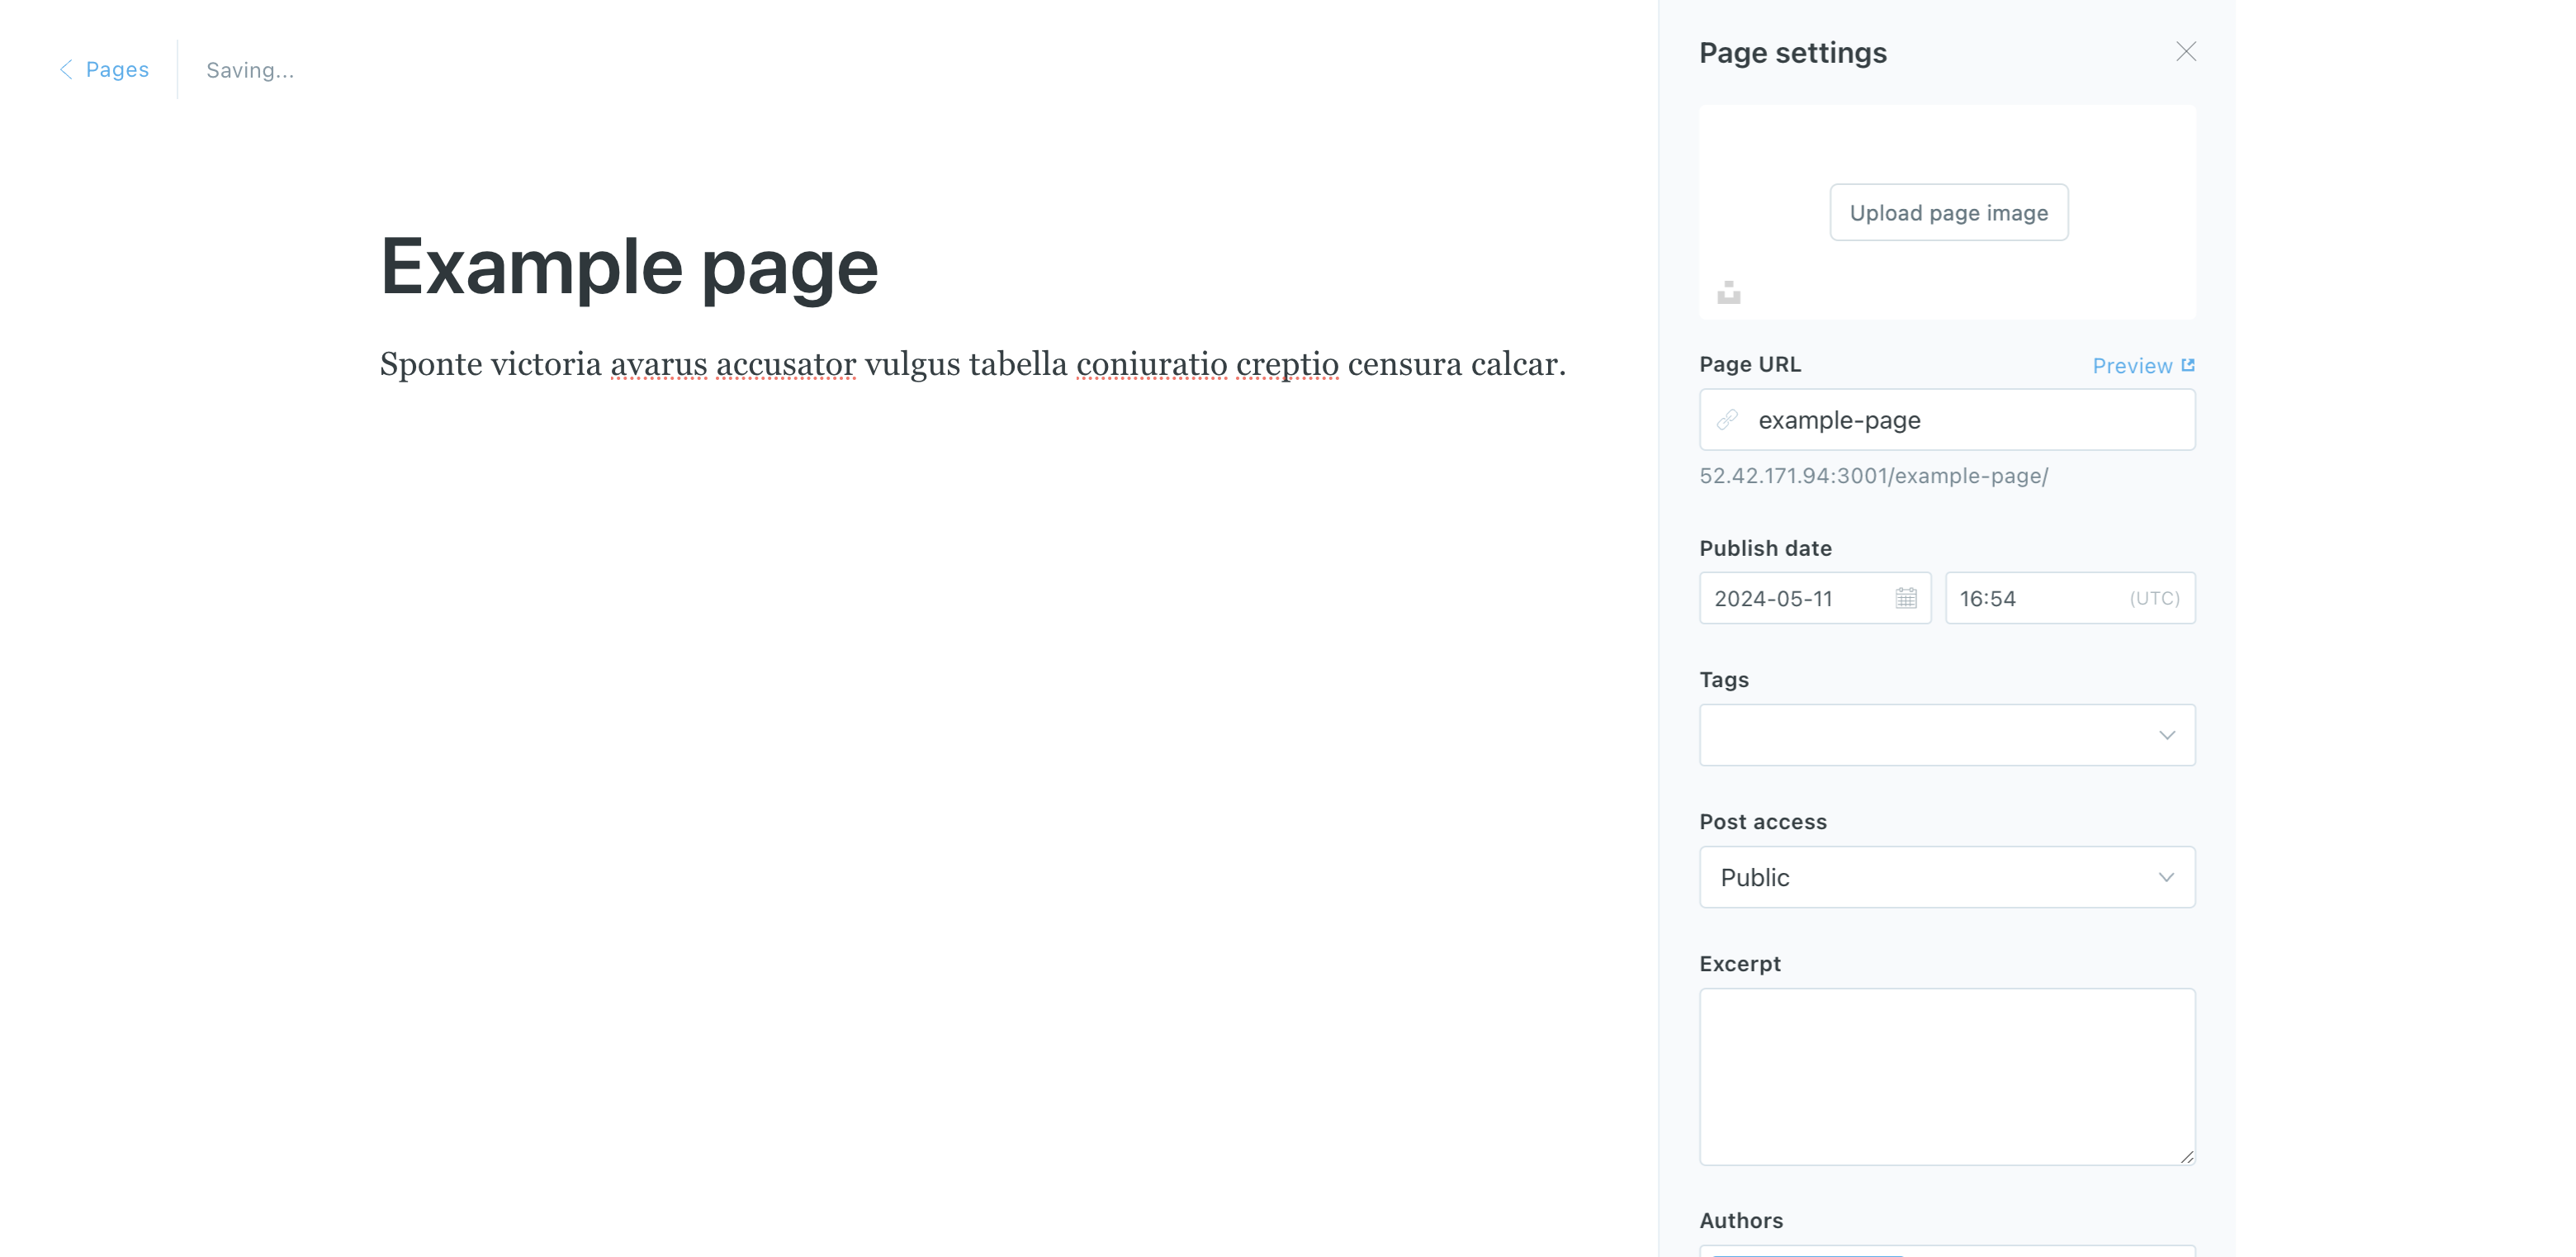 Pages
Saving...
Example page
Sponte victoria avarus accusator vulgus tabella coniuratio creptio censura calcar.
Page settings
Upload page image
Page URL
Preview
example-page
52.42.171.94:3001/example-page/
Publish date
2024-05-11
16:54
(UTC)
Tags
Post access
Public
Excerpt
Authors